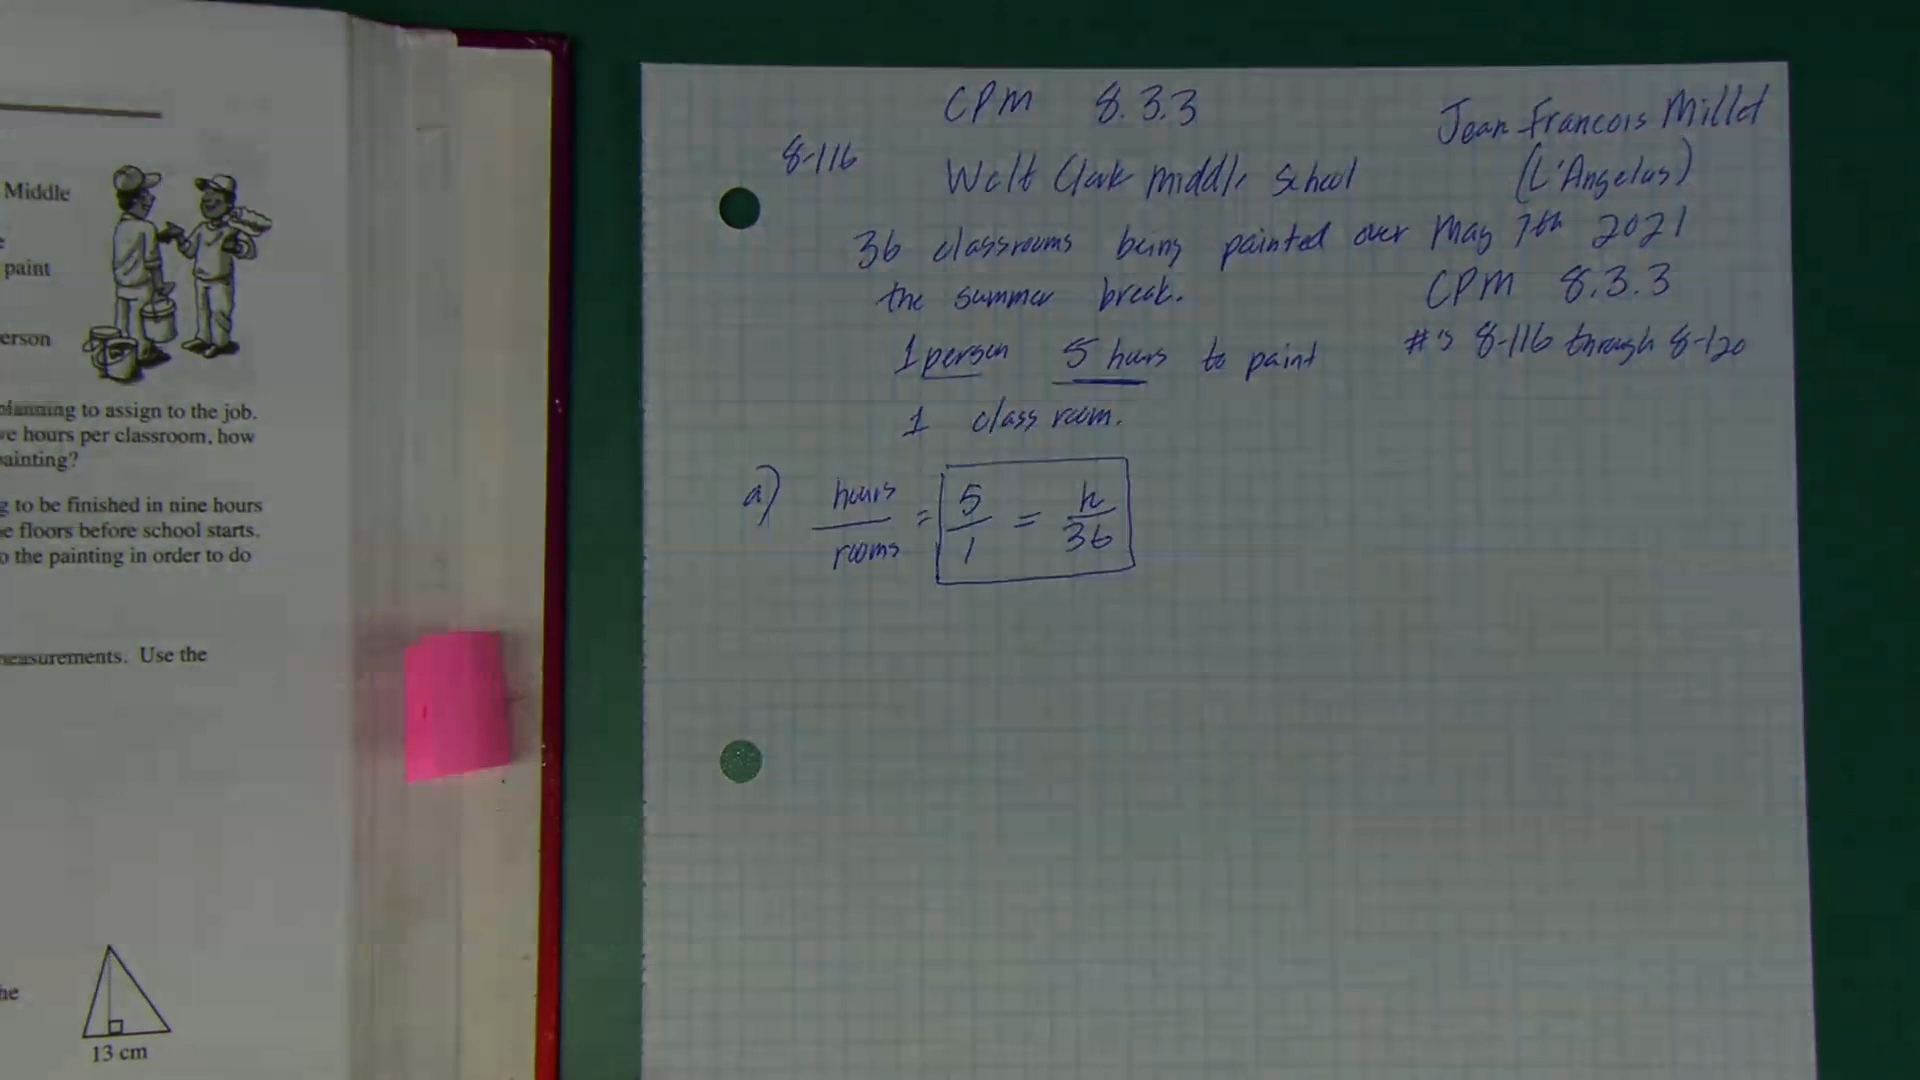 Middle
paint
erson
planning to assign to the job.
ve hours per classroom, how
ainting?
g to be finished in nine hours
e floors before school starts.
o the painting in order to do
neasurements. Use the
he
13 cm
CPM 8.3.3
8-116
Walt Clark Middle School
36 classrooms being painted over
the summer break.
1 person 5 hours to paint
1 classroom.
a) hours/rooms = 5/1 = h/36
Jean Francois Millet
(L'Angelus)
May 7th 2021
CPM 8.3.3
#'s 8-116 through 8-120